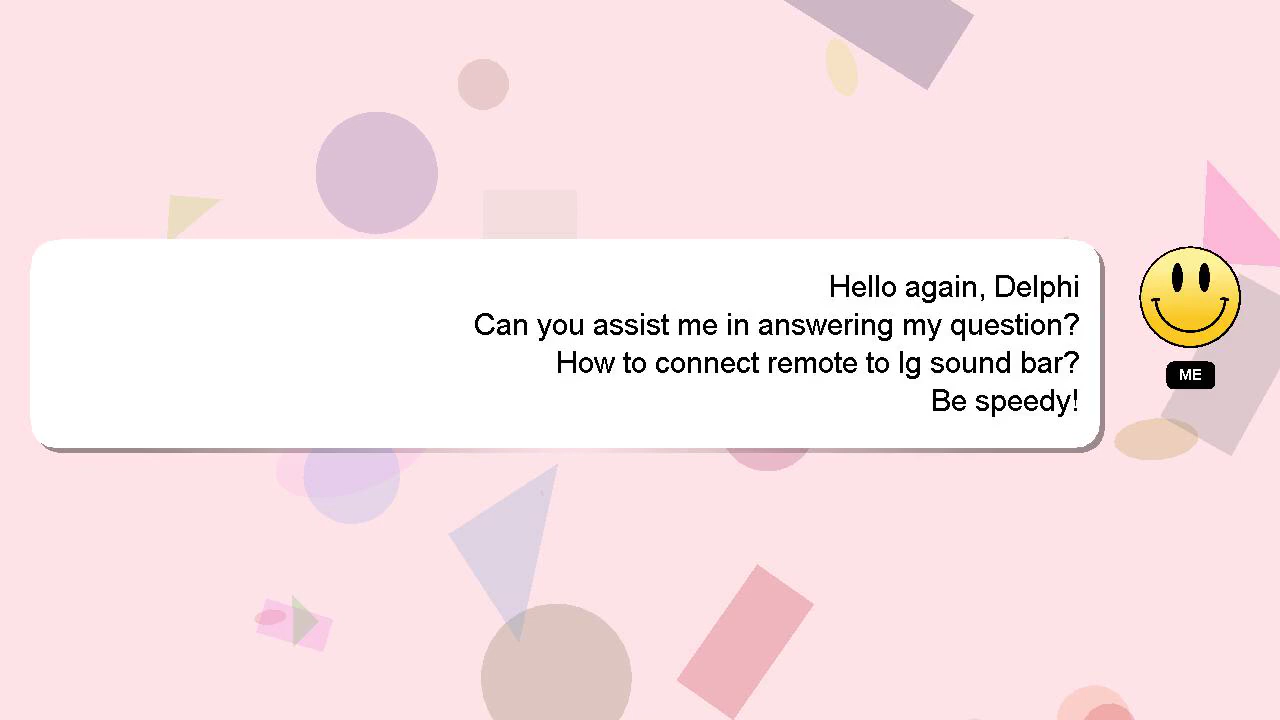 Hello again, Delphi
Can you assist me in answering my question?
How to connect remote to lg sound bar?
Be speedy!
ME